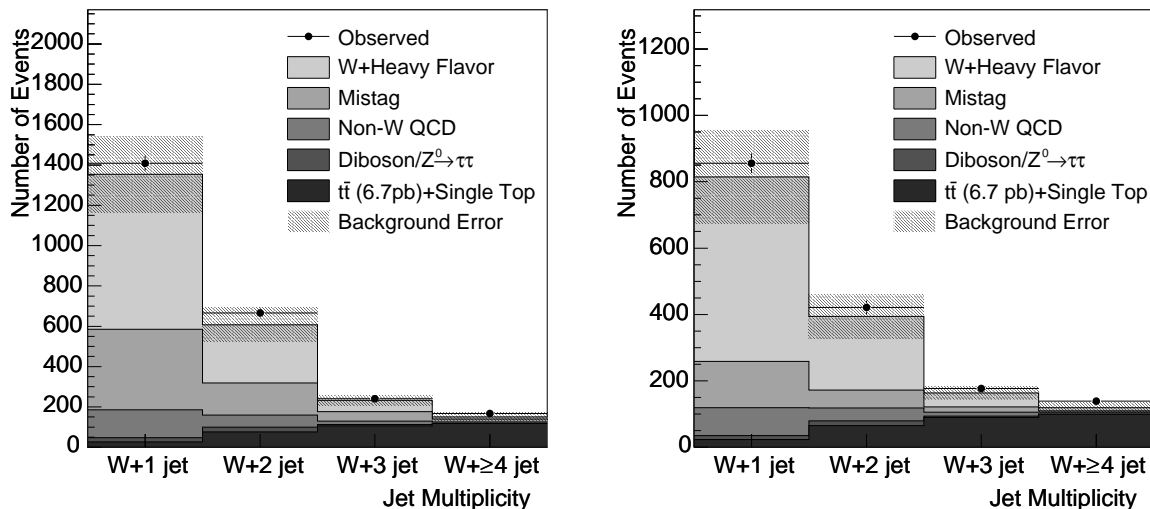 Number of Events
2000
1800
1600
1400
1200
1000
800
600
400
200
0
Observed
W+Heavy Flavor
Mistag
Non-W QCD
Diboson/Z⁰→ττ
tt̄ (6.7pb)+Single Top
Background Error
W+1 jet W+2 jet W+3 jet W+≥4 jet
Jet Multiplicity
Number of Events
1200
1000
800
600
400
200
0
Observed
W+Heavy Flavor
Mistag
Non-W QCD
Diboson/Z⁰→ττ
tt̄ (6.7 pb)+Single Top
Background Error
W+1 jet W+2 jet W+3 jet W+≥4 jet
Jet Multiplicity